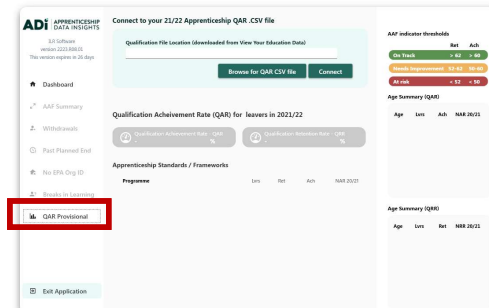 ADi APPRENTICESHIP
DATA INSIGHTS
ILR Software
version 2223.808.01
This version expires in 26 days
Dashboard
AAF Summary
Withdrawals
Past Planned End
No EPA Org ID
Breaks In Learning
QAR Provisional
Exit Application
Connect to your 21/22 Apprenticeship QAR .CSV file
Qualification File Location (downloaded from View Your Education Data)
Browse for QAR CSV file Connect
Qualification Acheivement Rate (QAR) for leavers in 2021/22
Qualification Achievement Rate - QAR
- %
Qualification Retention Rate - QRR
- %
Apprenticeship Standards / Frameworks
Programme Lvrs Ret Ach NAR 20/21
AAF indicator thresholds
Ret Ach
On Track > 62 > 60
Needs Improvement 52-62 50-60
At risk < 52 < 50
Age Summary (QAR)
Age Lvrs Ach NAR 20/21
Age Summary (QRR)
Age Lvrs Ret NRR 20/21